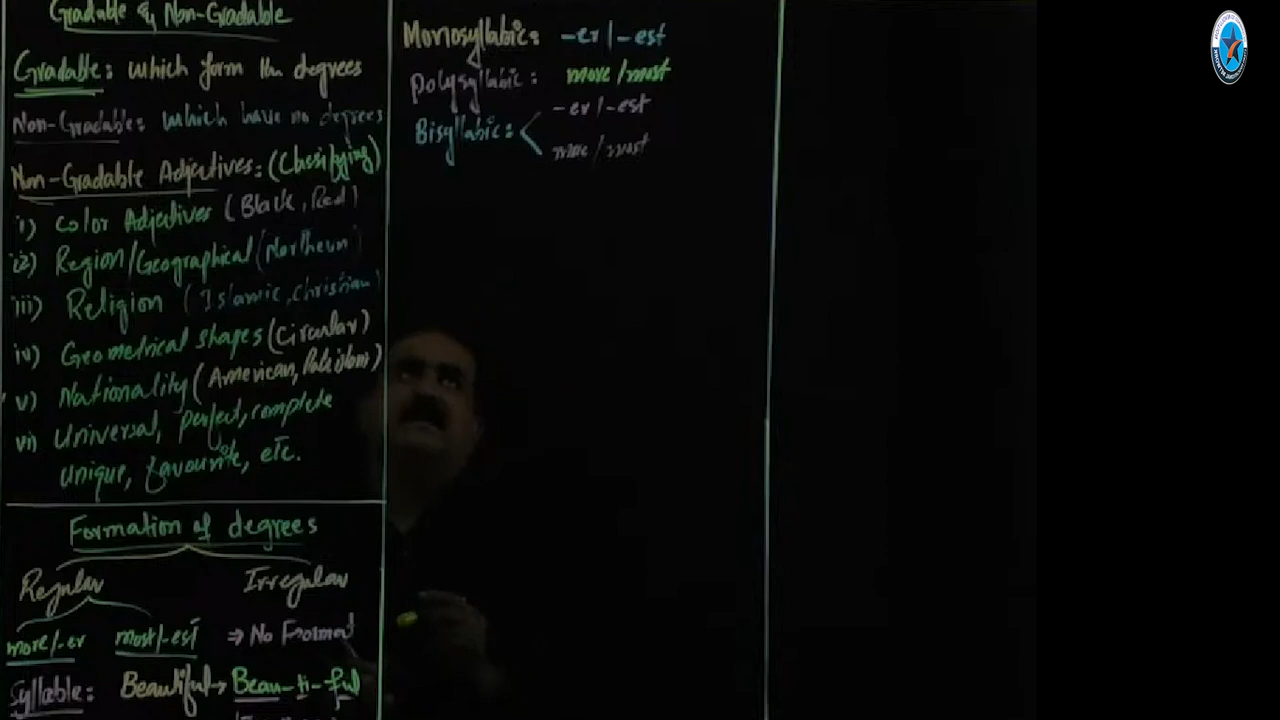 Gradable & Non-Gradable
Gradable: which form the degrees
Non-Gradable: which have no degrees
Non-Gradable Adjectives: (Classifying)
i) Color Adjectives (Black, Red)
ii) Region/Geographical (Northern)
iii) Religion (Islamic, Christian)
iv) Geometrical shapes (Circular)
v) Nationality (American, Pakistani)
vi) Universal, perfect, complete
unique, favourite, etc.
Formation of degrees
Regular Irregular
more/-er most/-est ⇒ No Format
Syllable: Beautiful → Beau-ti-ful
Monosyllabic: -er/-est
Polysyllabic: more/most
Bisyllabic: -er/-est
more/most